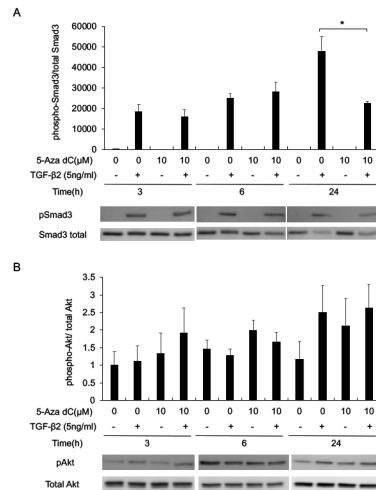 A
phospho-Smad3/total Smad3
60000
50000
40000
30000
20000
10000
0
*
5-Aza dC(μM) 0 0 10 10 0 0 10 10 0 0 10 10
TGF-β2 (5ng/ml) - + - + - + - + - + - +
Time(h) 3 6 24
pSmad3
Smad3 total
B
phospho-Akt/ total Akt
3.5
3
2.5
2
1.5
1
0.5
0
5-Aza dC(μM) 0 0 10 10 0 0 10 10 0 0 10 10
TGF-β2 (5ng/ml) - + - + - + - + - + - +
Time(h) 3 6 24
pAkt
Total Akt